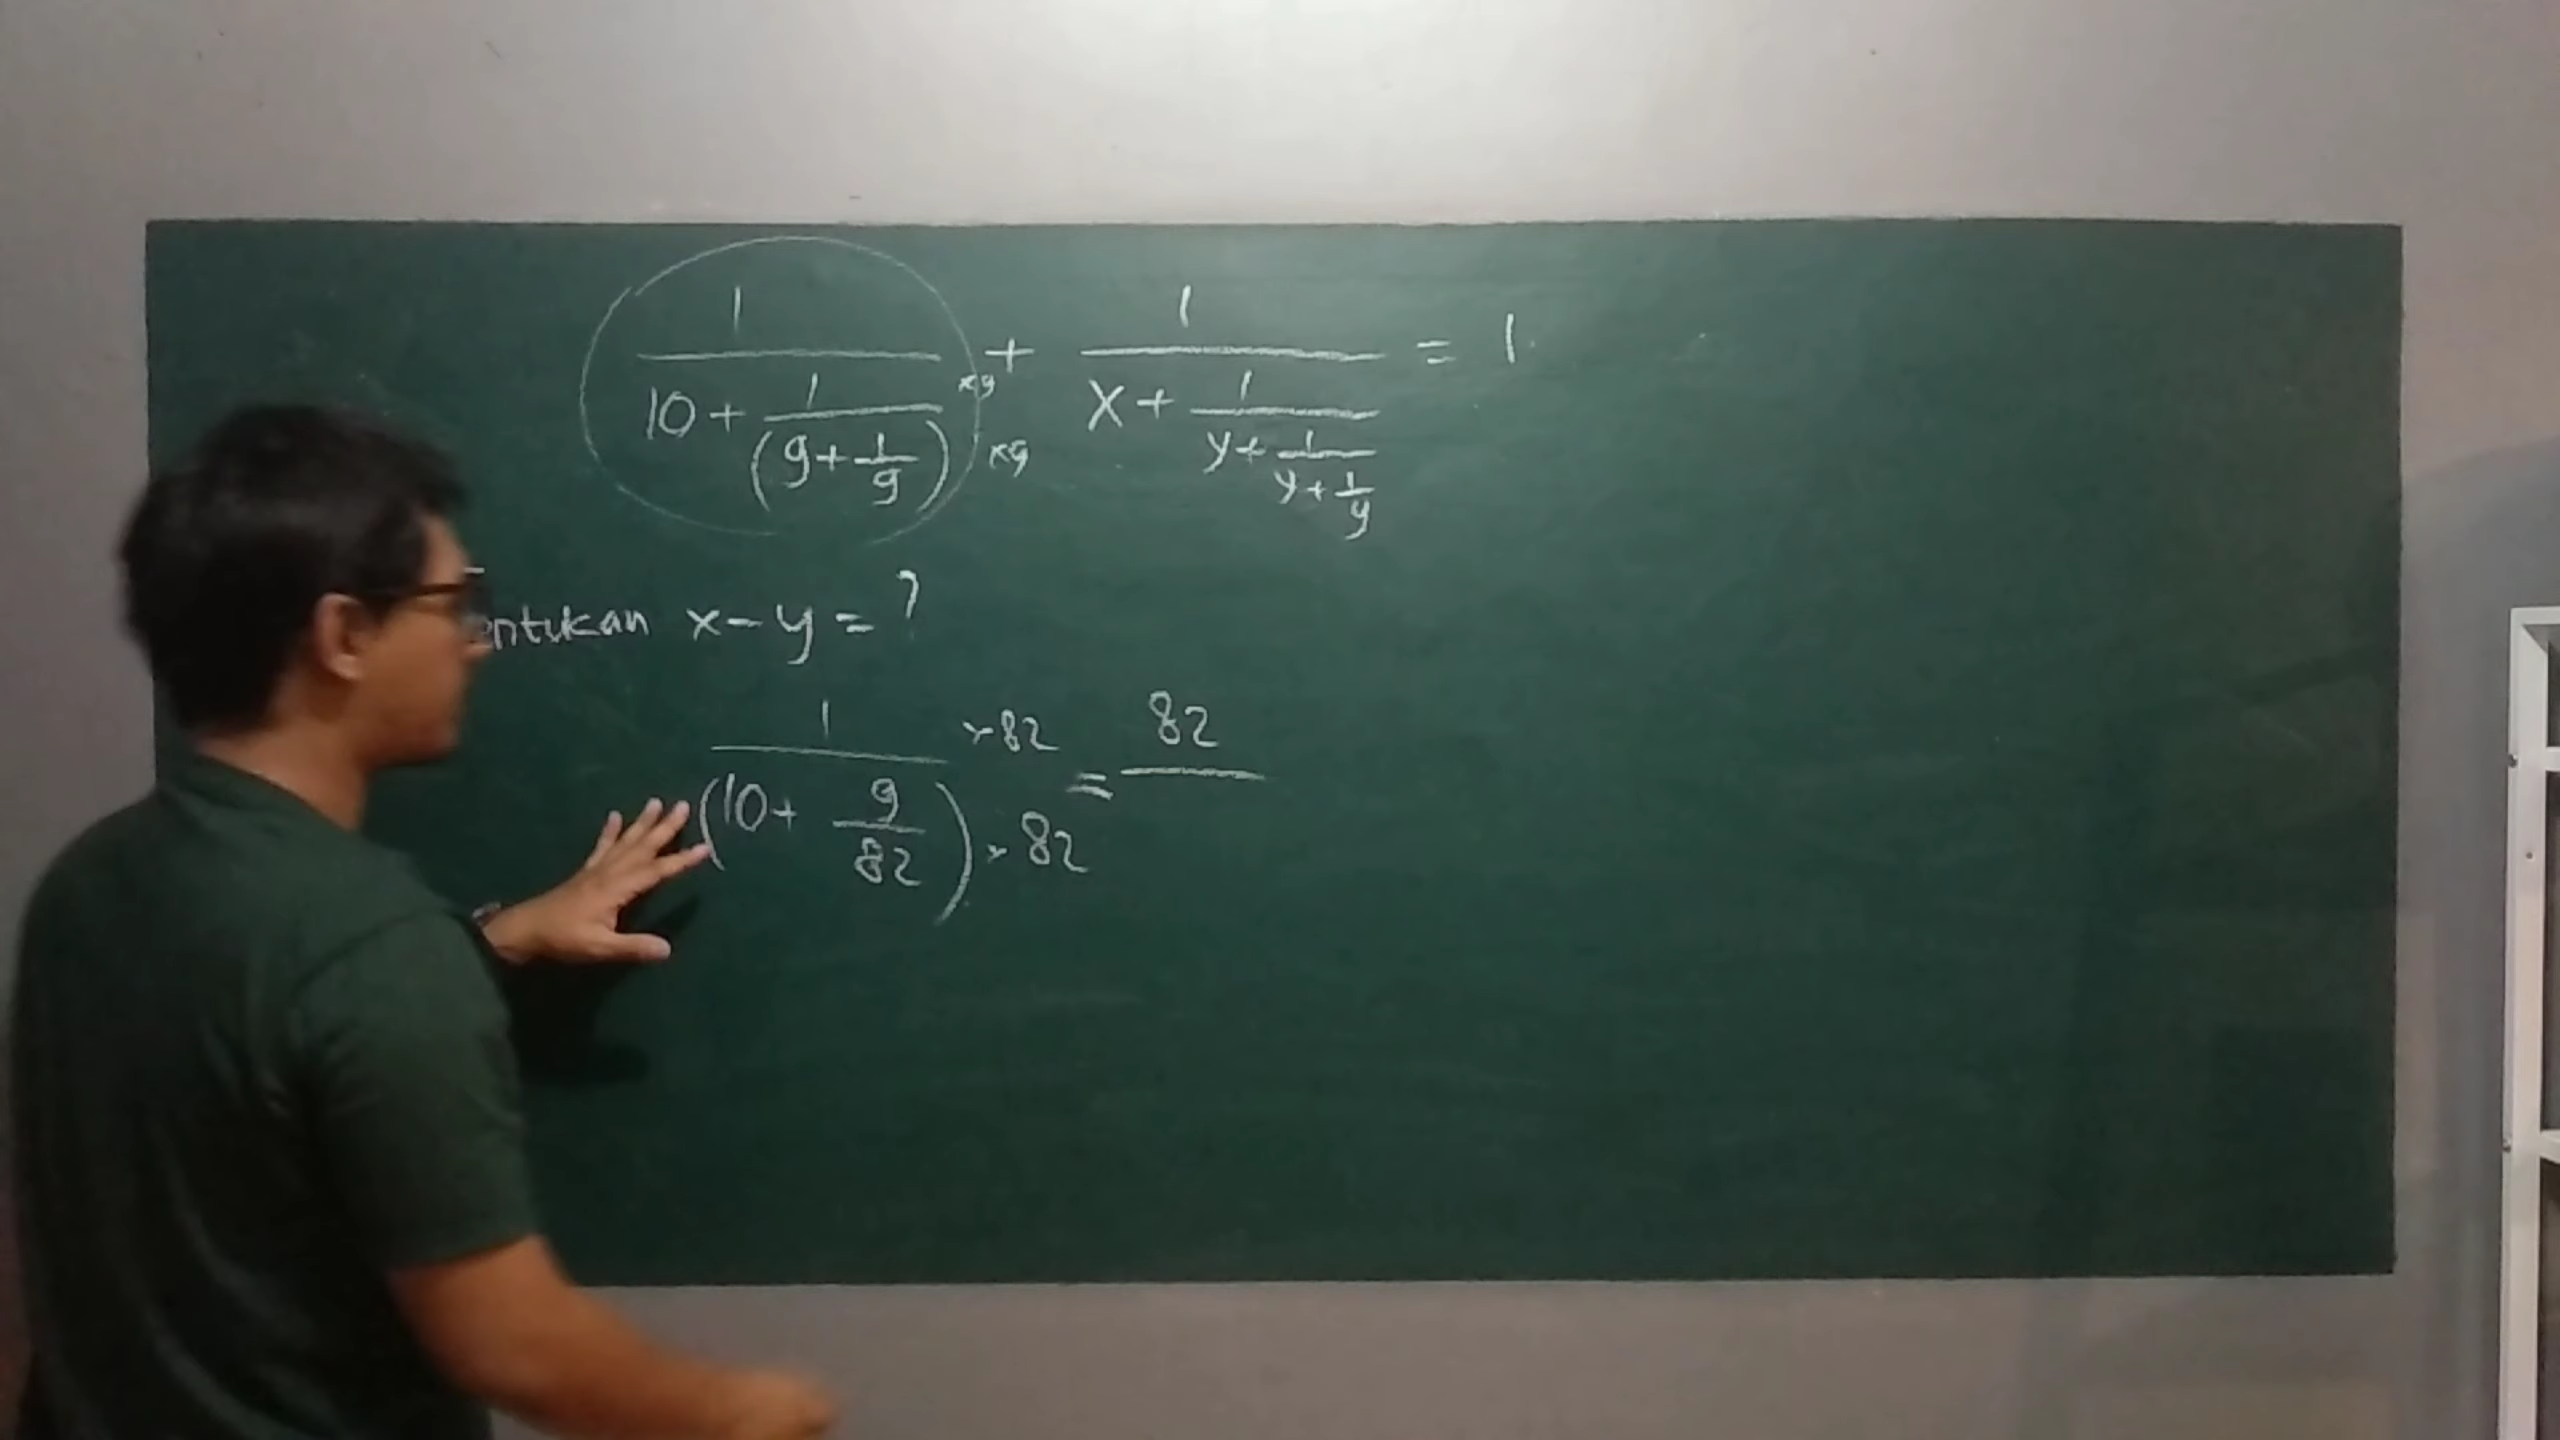 1/(10 + 1/(9 + 1/9)) ×9 ×9 + 1/(x + 1/(y + 1/(y + 1/y))) = 1
entukan x - y = ?
1/(10 + 9/82) ×82 ×82 = 82/